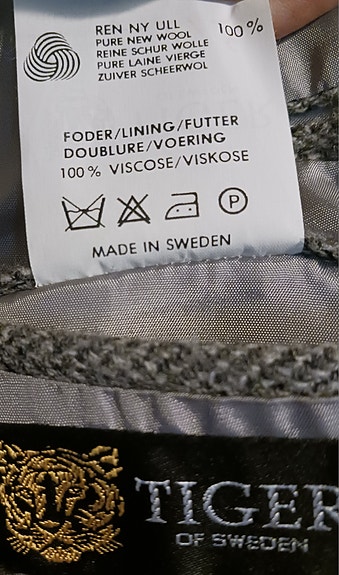 REN NY ULL 100%
PURE NEW WOOL
REINE SCHUR WOLLE
PURE LAINE VIERGE
ZUIVER SCHEERWOL
FODER/LINING/FUTTER
DOUBLURE/VOERING
100% VISCOSE/VISKOSE
P
MADE IN SWEDEN
TIGER
OF SWEDEN